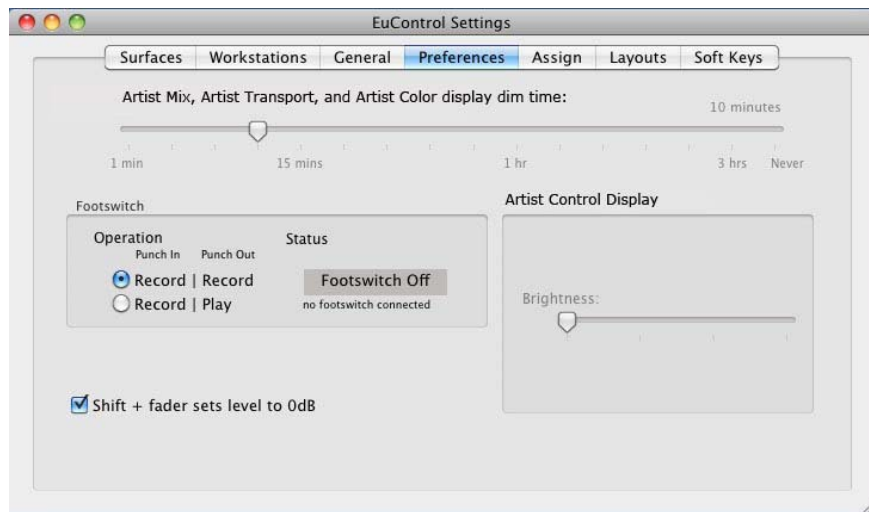 EuControl Settings
Surfaces Workstations General Preferences Assign Layouts Soft Keys
Artist Mix, Artist Transport, and Artist Color display dim time:
10 minutes
1 min 15 mins 1 hr 3 hrs Never
Footswitch
Operation Status
Punch In Punch Out
Record | Record
Footswitch Off
Record | Play
no footswitch connected
Artist Control Display
Brightness:
Shift + fader sets level to 0dB